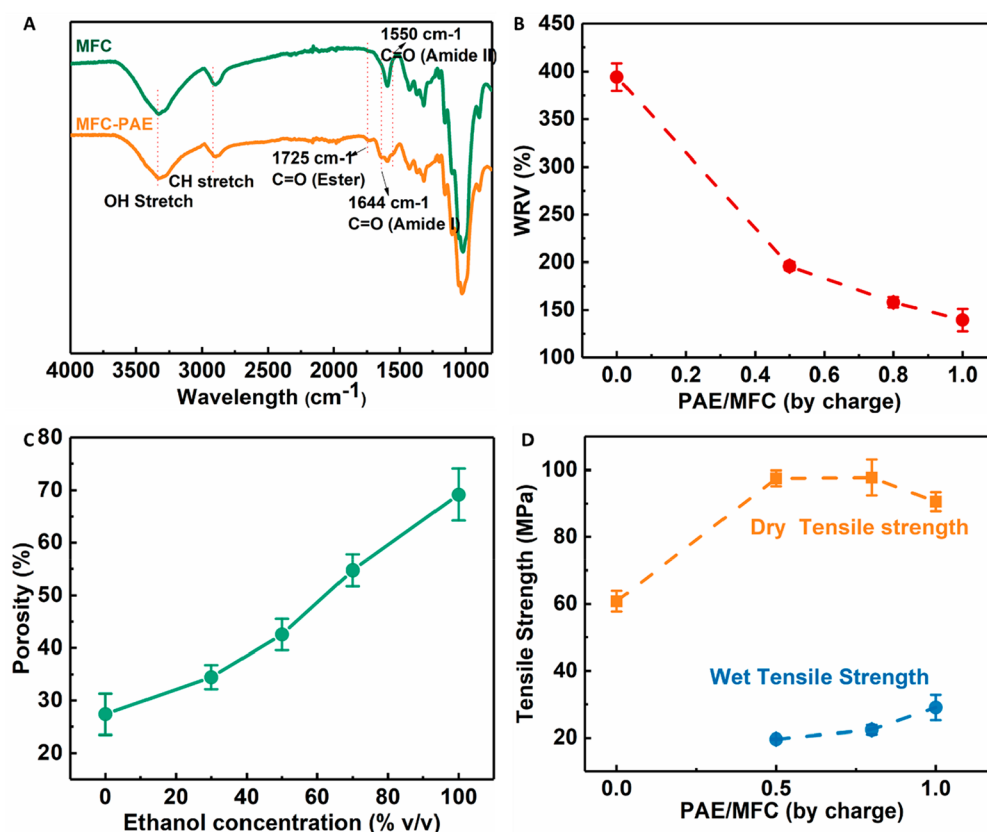 A
MFC
1550 cm-1
C=O (Amide II)
MFC-PAE
1725 cm-1
C=O (Ester)
CH stretch
OH Stretch
1644 cm-1
C=O (Amide I)
4000 3500 3000 2500 2000 1500 1000
Wavelength (cm-1)
B
400
350
300
250
200
150
100
WRV (%)
0.0 0.2 0.4 0.6 0.8 1.0
PAE/MFC (by charge)
C
80
70
60
50
40
30
20
Porosity (%)
0 20 40 60 80 100
Ethanol concentration (% v/v)
D
100
80
60
40
20
Tensile Strength (MPa)
Dry Tensile strength
Wet Tensile Strength
0.0 0.5 1.0
PAE/MFC (by charge)